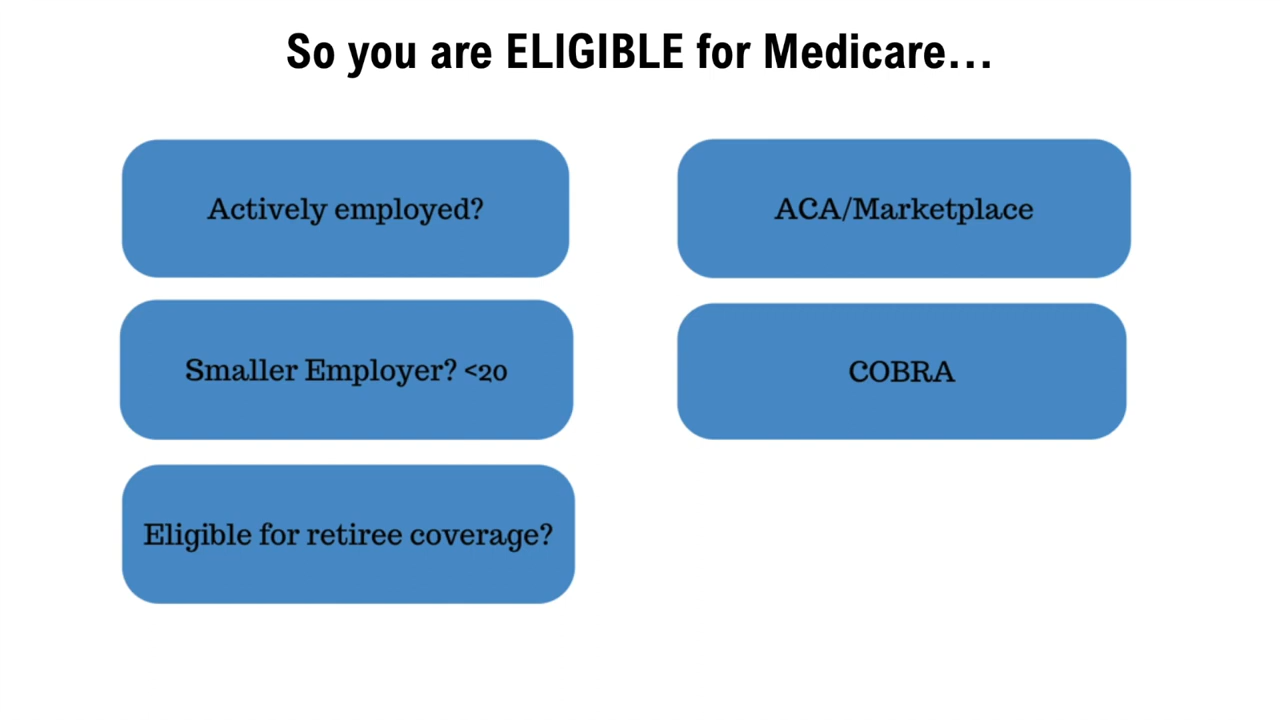 So you are ELIGIBLE for Medicare...
Actively employed?
Smaller Employer? <20
Eligible for retiree coverage?
ACA/Marketplace
COBRA